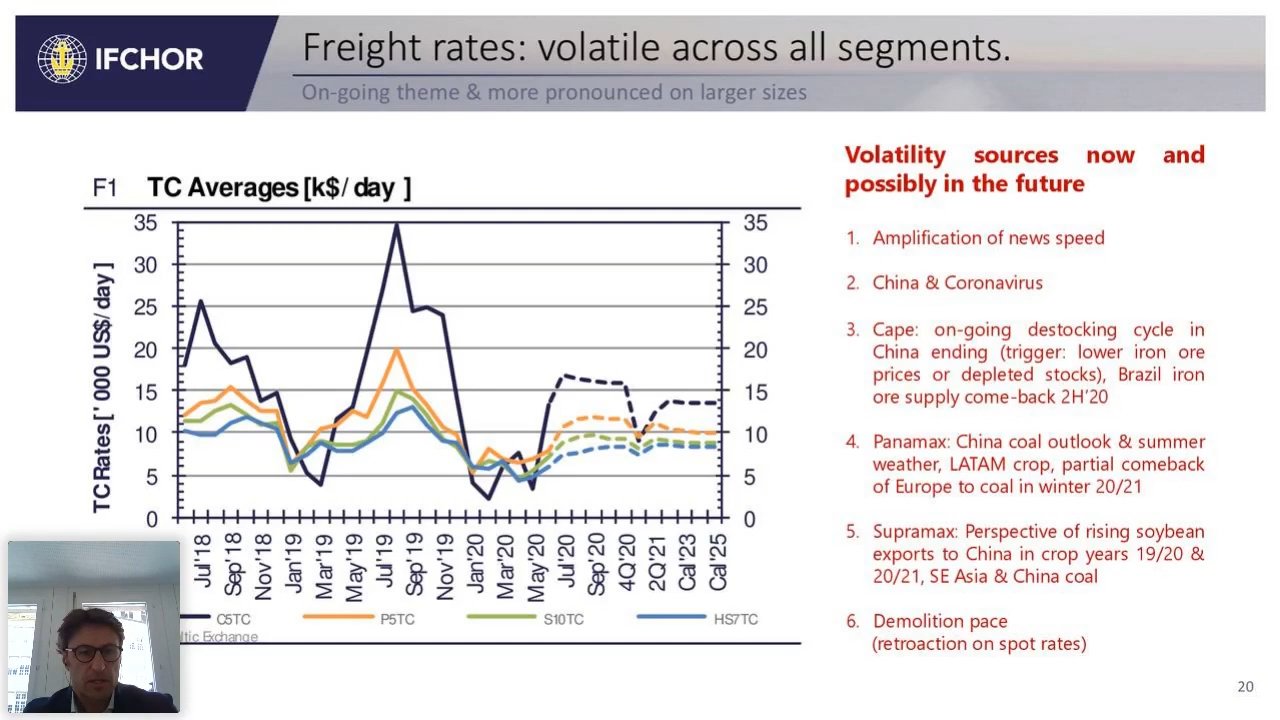 IFCHOR
Freight rates: volatile across all segments.
On-going theme & more pronounced on larger sizes
F1 TC Averages [k$/ day ]
TC Rates [' 000 US$/ day ]
35 35
30 30
25 25
20 20
15 15
10 10
5 5
0 0
Jul'18 Sep'18 Nov'18 Jan'19 Mar'19 May'19 Jul'19 Sep'19 Nov'19 Jan'20 Mar'20 May'20 Jul'20 Sep'20 4Q'20 2Q'21 Cal'23 Cal'25
C5TC P5TC S10TC HS7TC
ltic Exchange
Volatility sources now and
possibly in the future
1. Amplification of news speed
2. China & Coronavirus
3. Cape: on-going destocking cycle in
China ending (trigger: lower iron ore
prices or depleted stocks), Brazil iron
ore supply come-back 2H'20
4. Panamax: China coal outlook & summer
weather, LATAM crop, partial comeback
of Europe to coal in winter 20/21
5. Supramax: Perspective of rising soybean
exports to China in crop years 19/20 &
20/21, SE Asia & China coal
6. Demolition pace
(retroaction on spot rates)
20